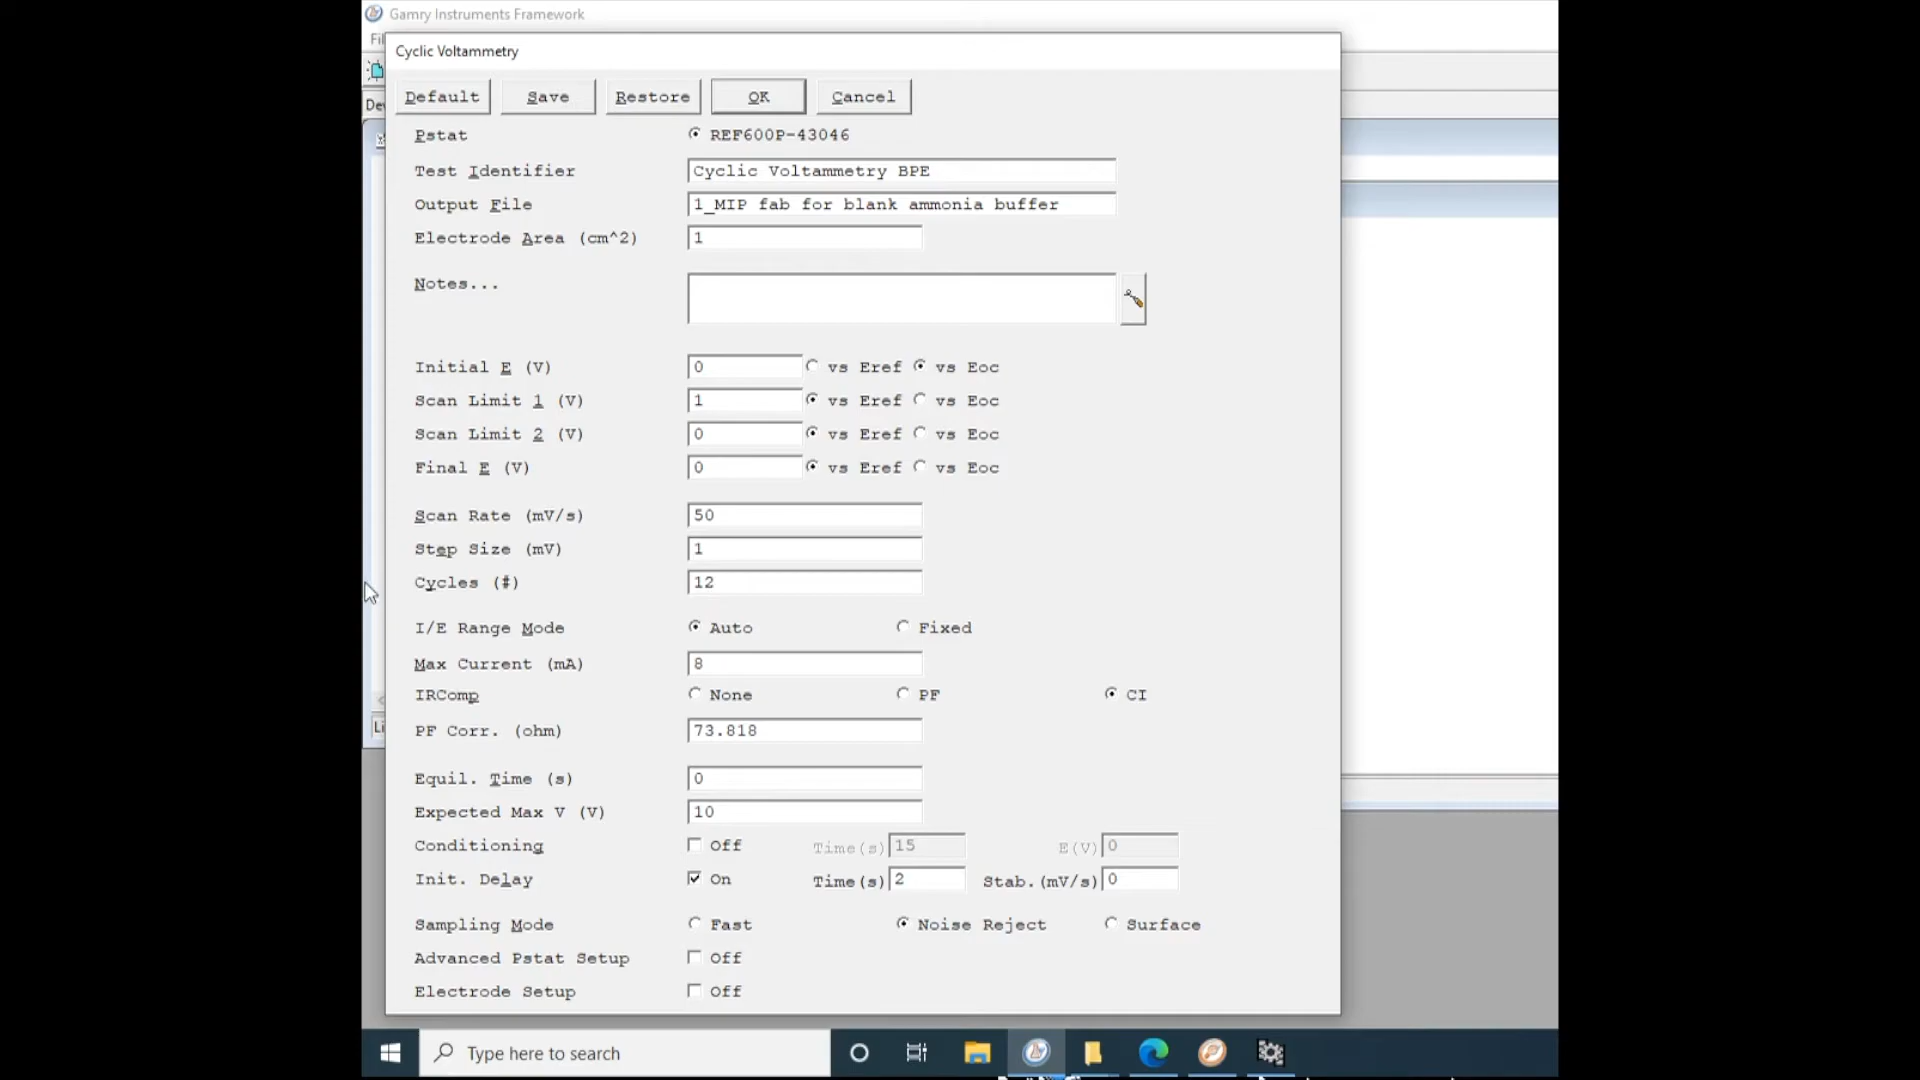 Gamry Instruments Framework
Fil
Cyclic Voltammetry
Default Save Restore OK Cancel
De
Pstat REF600P-43046
Test Identifier Cyclic Voltammetry BPE
Output File 1_MIP fab for blank ammonia buffer
Electrode Area (cm^2) 1
Notes...
Initial E (V) 0 vs Eref vs Eoc
Scan Limit 1 (V) 1 vs Eref vs Eoc
Scan Limit 2 (V) 0 vs Eref vs Eoc
Final E (V) 0 vs Eref vs Eoc
Scan Rate (mV/s) 50
Step Size (mV) 1
Cycles (#) 12
I/E Range Mode Auto Fixed
Max Current (mA) 8
IRComp None PF CI
Li
PF Corr. (ohm) 73.818
Equil. Time (s) 0
Expected Max V (V) 10
Conditioning Off Time(s) 15 E(V) 0
Init. Delay On Time(s) 2 Stab.(mV/s) 0
Sampling Mode Fast Noise Reject Surface
Advanced Pstat Setup Off
Electrode Setup Off
Type here to search